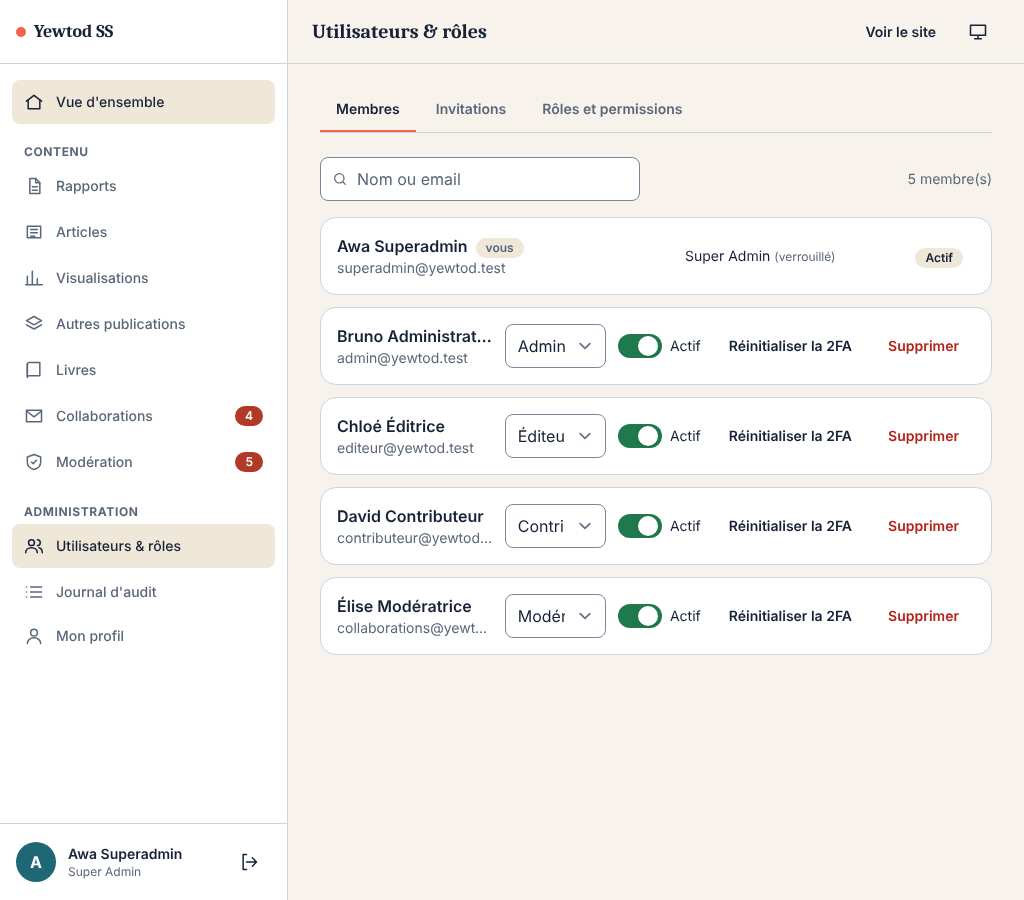 Yewtod SS
Utilisateurs & rôles
Voir le site
Vue d'ensemble
CONTENU
Rapports
Articles
Visualisations
Autres publications
Livres
Collaborations 4
Modération 5
ADMINISTRATION
Utilisateurs & rôles
Journal d'audit
Mon profil
A
Awa Superadmin
Super Admin
Membres Invitations Rôles et permissions
Nom ou email
5 membre(s)
Awa Superadmin vous
superadmin@yewtod.test
Super Admin (verrouillé)
Actif
Bruno Administrat...
admin@yewtod.test
Admin
Actif
Réinitialiser la 2FA
Supprimer
Chloé Éditrice
editeur@yewtod.test
Éditeu
Actif
Réinitialiser la 2FA
Supprimer
David Contributeur
contributeur@yewtod...
Contri
Actif
Réinitialiser la 2FA
Supprimer
Élise Modératrice
collaborations@yewt...
Modér
Actif
Réinitialiser la 2FA
Supprimer